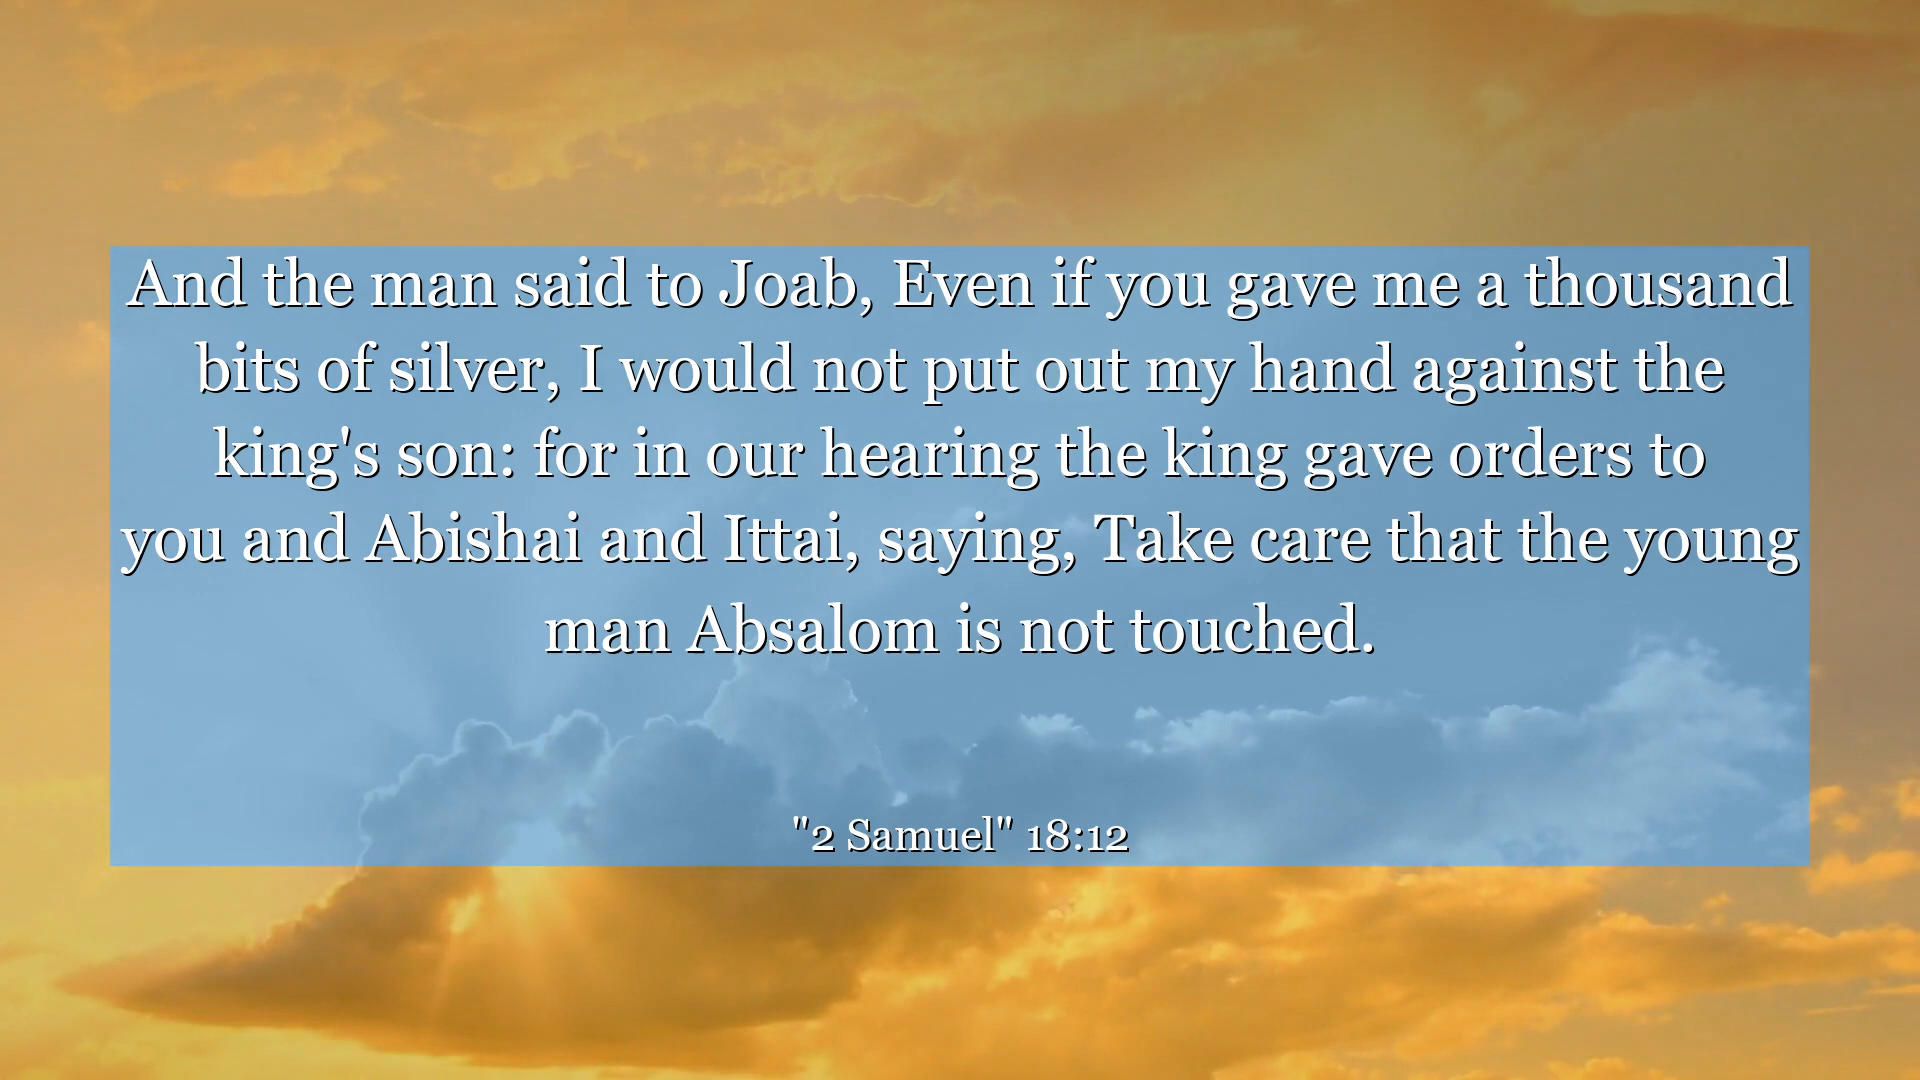 And the man said to Joab, Even if you gave me a thousand
bits of silver, I would not put out my hand against the
king's son: for in our hearing the king gave orders to
you and Abishai and Ittai, saying, Take care that the young
man Absalom is not touched.
"2 Samuel" 18:12